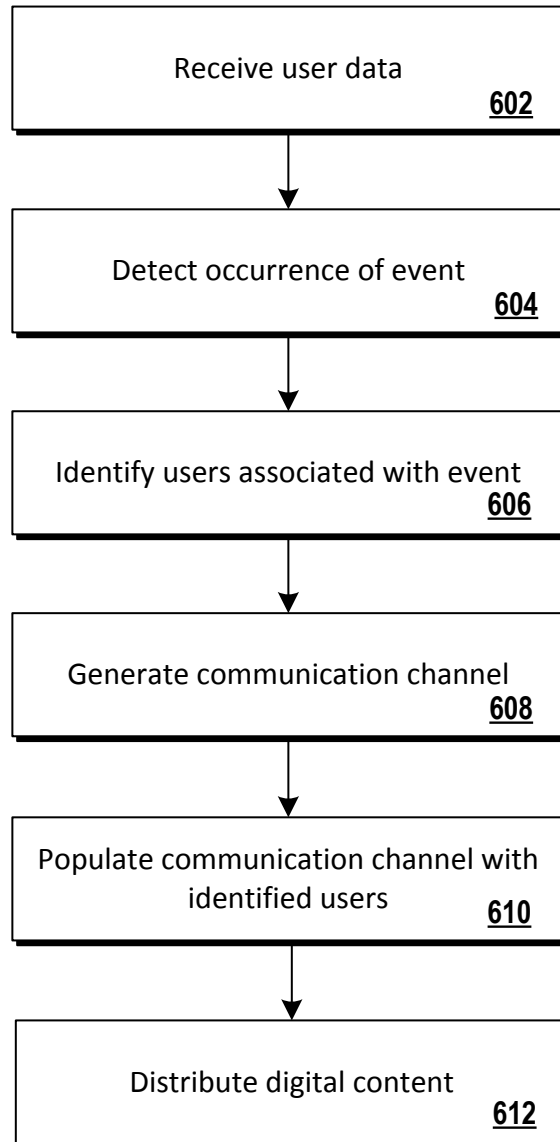 Receive user data
602
Detect occurrence of event
604
Identify users associated with event
606
Generate communication channel
608
Populate communication channel with
identified users
610
Distribute digital content
612